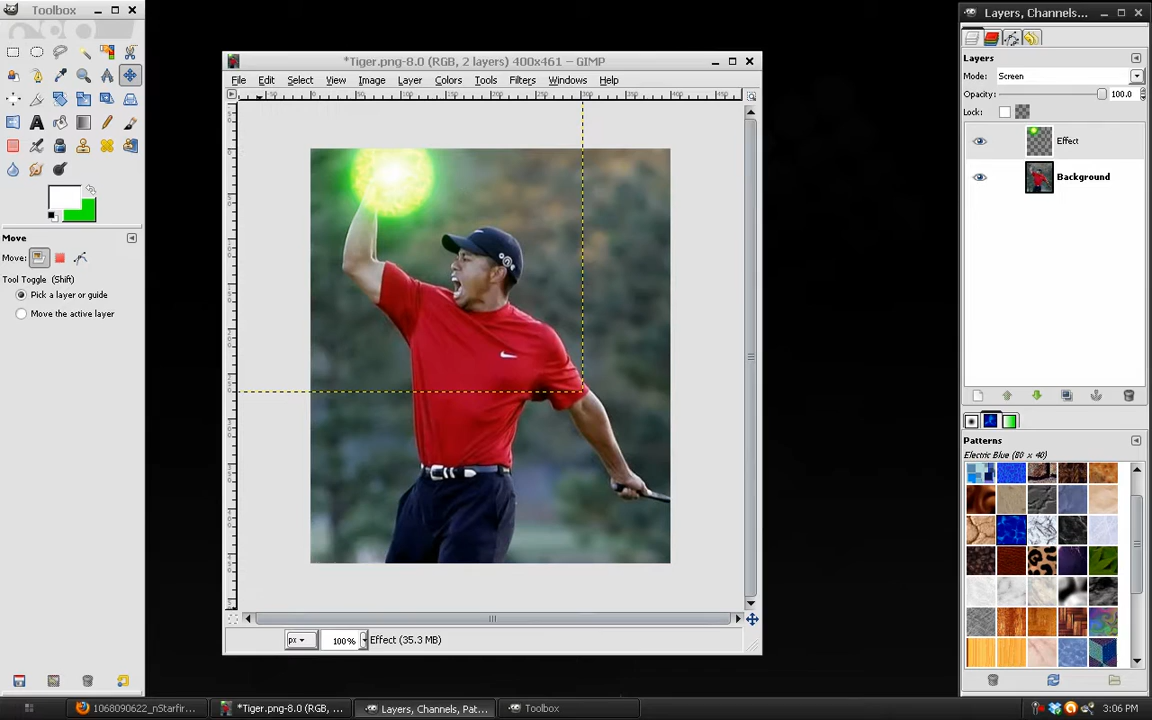 Toolbox
Layers, Channels...
*Tiger.png-8.0 (RGB, 2 layers) 400x461 – GIMP
File Edit Select View Image Layer Colors Tools Filters Windows Help
Layers
Mode: Screen
Opacity: 100.0
Lock:
Effect
Background
Move
Move:
Tool Toggle (Shift)
Pick a layer or guide
Move the active layer
Patterns
Electric Blue (80 × 40)
px 100% Effect (35.3 MB)
1068090622_nStarfir... *Tiger.png-8.0 (RGB, ... Layers, Channels, Pat... Toolbox 3:06 PM